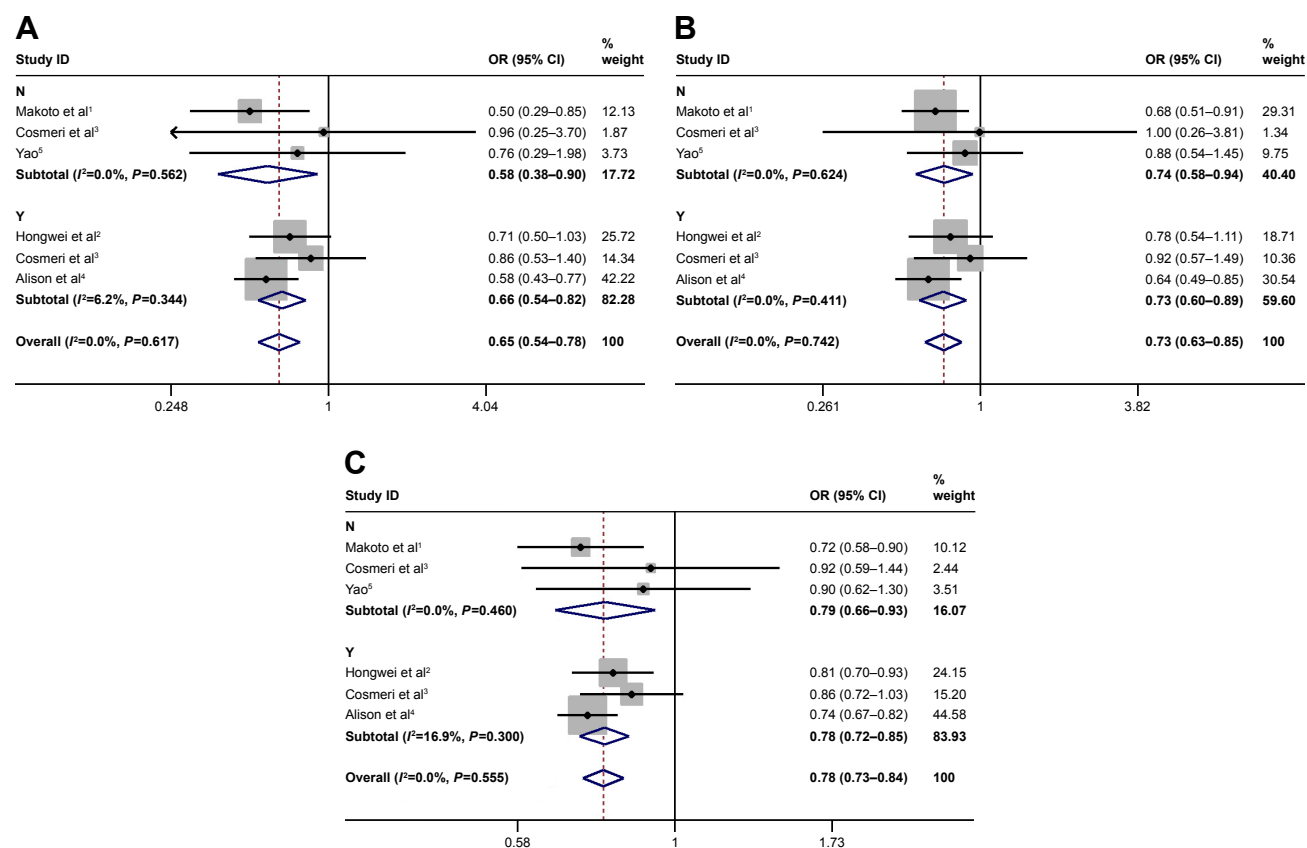 A
Study ID OR (95% CI) % weight
N
Makoto et al¹ 0.50 (0.29–0.85) 12.13
Cosmeri et al³ 0.96 (0.25–3.70) 1.87
Yao⁵ 0.76 (0.29–1.98) 3.73
Subtotal (I²=0.0%, P=0.562) 0.58 (0.38–0.90) 17.72
Y
Hongwei et al² 0.71 (0.50–1.03) 25.72
Cosmeri et al³ 0.86 (0.53–1.40) 14.34
Alison et al⁴ 0.58 (0.43–0.77) 42.22
Subtotal (I²=6.2%, P=0.344) 0.66 (0.54–0.82) 82.28
Overall (I²=0.0%, P=0.617) 0.65 (0.54–0.78) 100
0.248 1 4.04
B
Study ID OR (95% CI) % weight
N
Makoto et al¹ 0.68 (0.51–0.91) 29.31
Cosmeri et al³ 1.00 (0.26–3.81) 1.34
Yao⁵ 0.88 (0.54–1.45) 9.75
Subtotal (I²=0.0%, P=0.624) 0.74 (0.58–0.94) 40.40
Y
Hongwei et al² 0.78 (0.54–1.11) 18.71
Cosmeri et al³ 0.92 (0.57–1.49) 10.36
Alison et al⁴ 0.64 (0.49–0.85) 30.54
Subtotal (I²=0.0%, P=0.411) 0.73 (0.60–0.89) 59.60
Overall (I²=0.0%, P=0.742) 0.73 (0.63–0.85) 100
0.261 1 3.82
C
Study ID OR (95% CI) % weight
N
Makoto et al¹ 0.72 (0.58–0.90) 10.12
Cosmeri et al³ 0.92 (0.59–1.44) 2.44
Yao⁵ 0.90 (0.62–1.30) 3.51
Subtotal (I²=0.0%, P=0.460) 0.79 (0.66–0.93) 16.07
Y
Hongwei et al² 0.81 (0.70–0.93) 24.15
Cosmeri et al³ 0.86 (0.72–1.03) 15.20
Alison et al⁴ 0.74 (0.67–0.82) 44.58
Subtotal (I²=16.9%, P=0.300) 0.78 (0.72–0.85) 83.93
Overall (I²=0.0%, P=0.555) 0.78 (0.73–0.84) 100
0.58 1 1.73